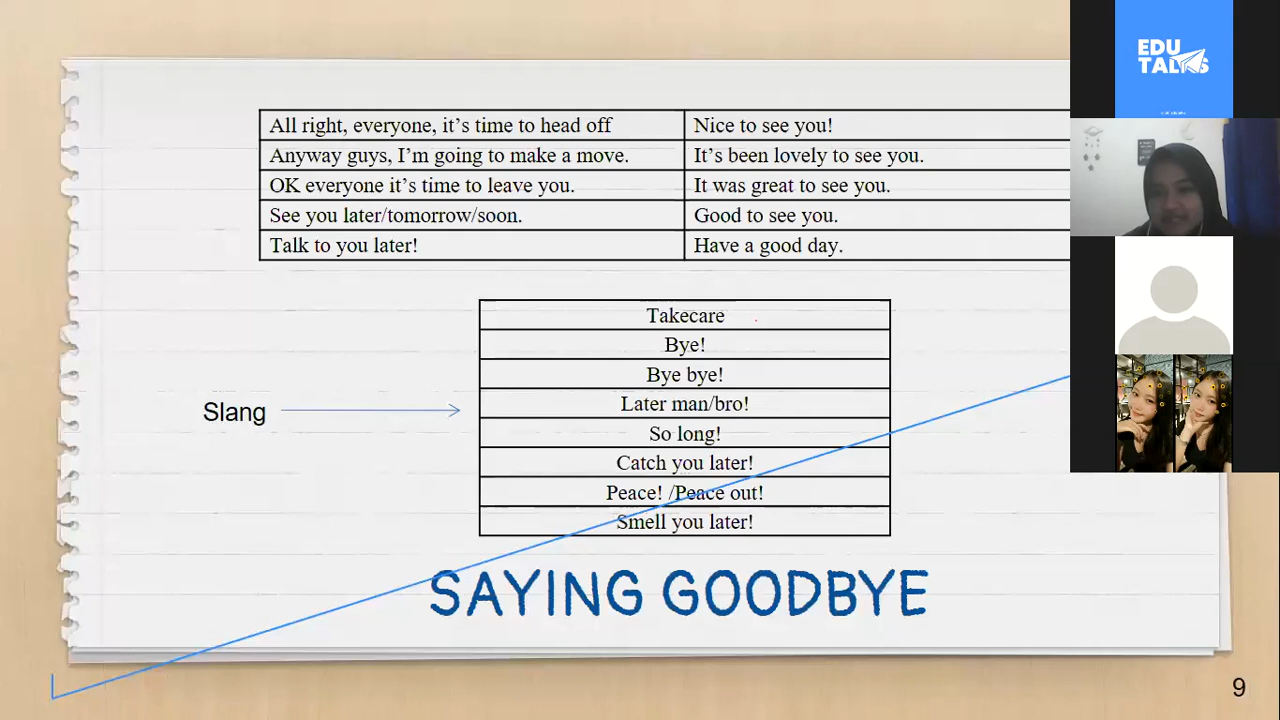 EDU
TALKS
All right, everyone, it's time to head off
Nice to see you!
Anyway guys, I'm going to make a move.
It's been lovely to see you.
OK everyone it's time to leave you.
It was great to see you.
See you later/tomorrow/soon.
Good to see you.
Talk to you later!
Have a good day.
Takecare
Bye!
Bye bye!
Later man/bro!
So long!
Catch you later!
Peace! /Peace out!
Smell you later!
Slang
SAYING GOODBYE
9